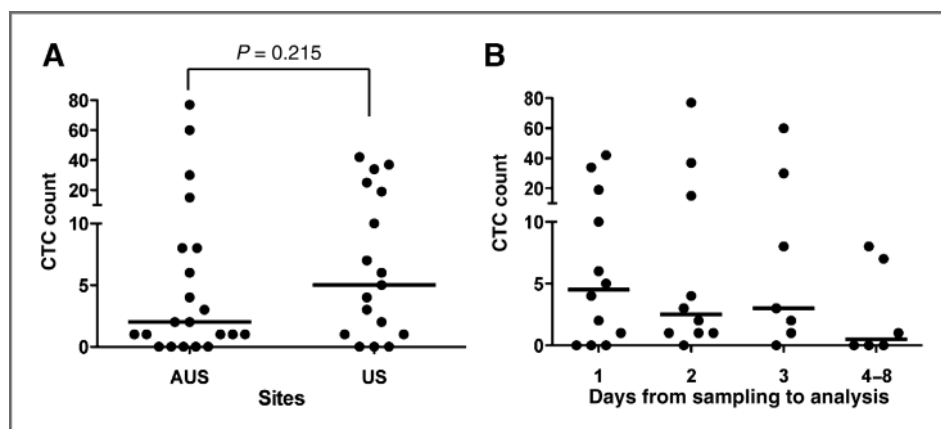 A
P = 0.215
CTC count
80
60
40
20
10
5
0
AUS
US
Sites
B
CTC count
80
60
40
20
10
5
0
1
2
3
4–8
Days from sampling to analysis